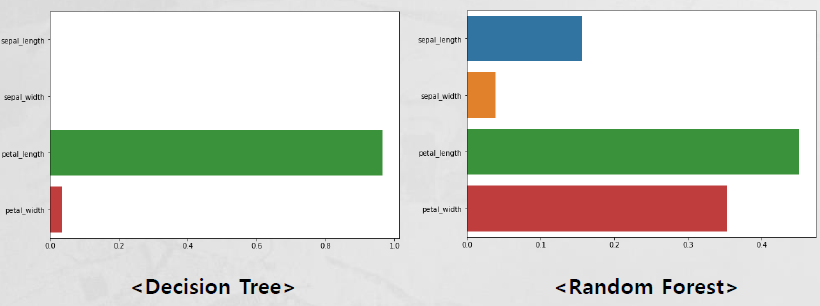 sepal_length
sepal_width
petal_length
petal_width
0.0 0.2 0.4 0.6 0.8 1.0
<Decision Tree>
sepal_length
sepal_width
petal_length
petal_width
0.0 0.1 0.2 0.3 0.4
<Random Forest>